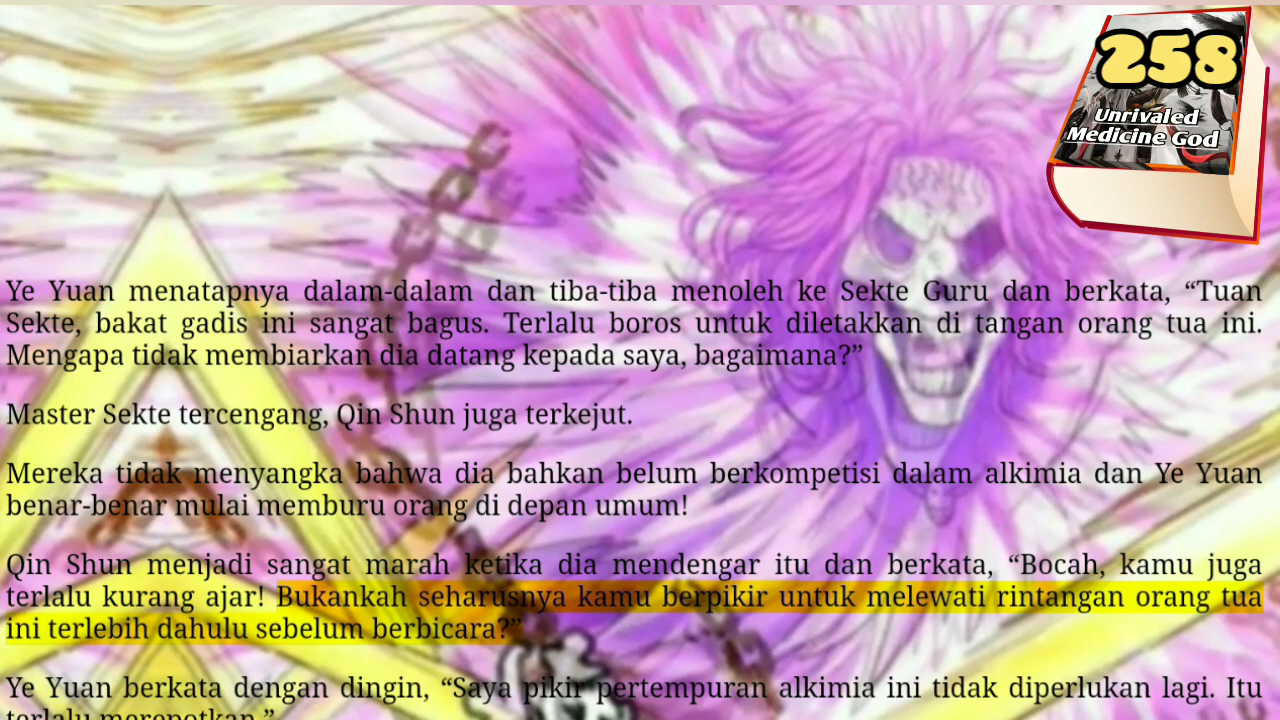 258
Unrivaled
Medicine God
Ye Yuan menatapnya dalam-dalam dan tiba-tiba menoleh ke Sekte Guru dan berkata, “Tuan
Sekte, bakat gadis ini sangat bagus. Terlalu boros untuk diletakkan di tangan orang tua ini.
Mengapa tidak membiarkan dia datang kepada saya, bagaimana?”
Master Sekte tercengang, Qin Shun juga terkejut.
Mereka tidak menyangka bahwa dia bahkan belum berkompetisi dalam alkimia dan Ye Yuan
benar-benar mulai memburu orang di depan umum!
Qin Shun menjadi sangat marah ketika dia mendengar itu dan berkata, “Bocah, kamu juga
terlalu kurang ajar! Bukankah seharusnya kamu berpikir untuk melewati rintangan orang tua
ini terlebih dahulu sebelum berbicara?”
Ye Yuan berkata dengan dingin, “Saya pikir pertempuran alkimia ini tidak diperlukan lagi. Itu
terlalu merepotkan.”